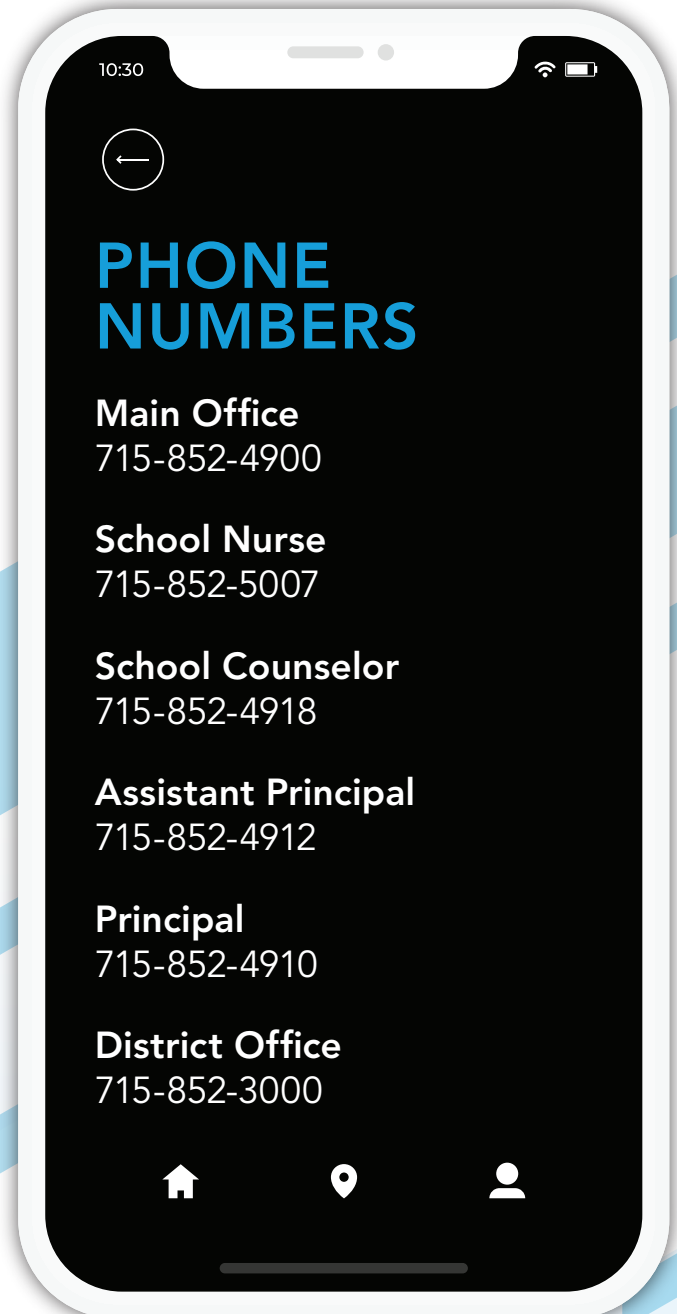 10:30
PHONE
NUMBERS
Main Office
715-852-4900
School Nurse
715-852-5007
School Counselor
715-852-4918
Assistant Principal
715-852-4912
Principal
715-852-4910
District Office
715-852-3000